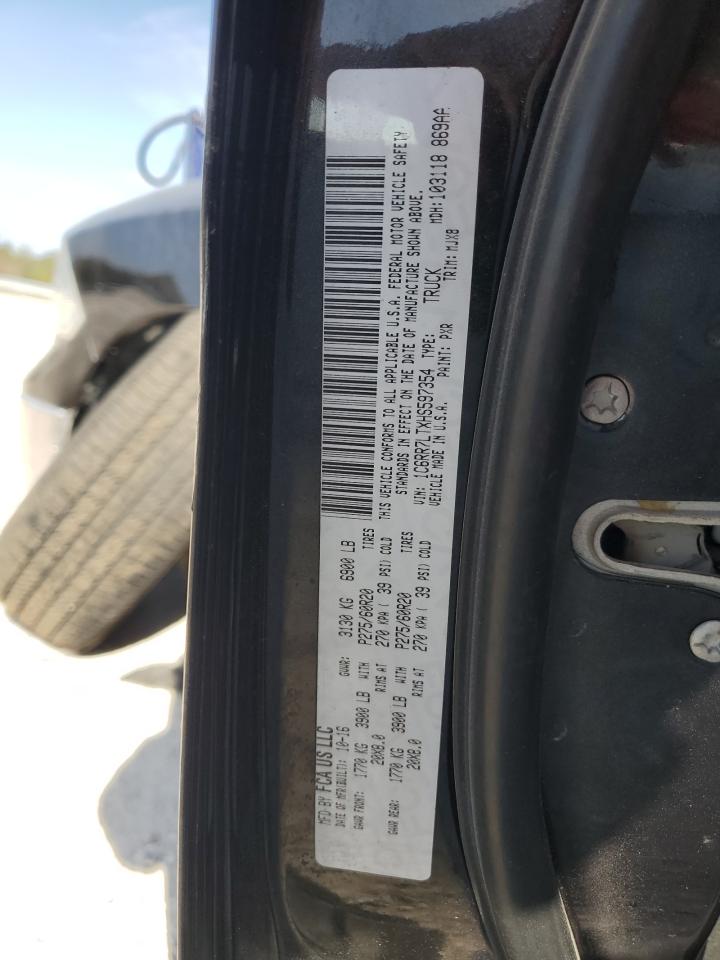 MFD BY FCA US LLC
DATE OF MFR(BUILT): 10-16 GVWR: 3130 KG 6900 LB
GAWR FRONT: 1770 KG 3900 LB WITH P275/60R20 TIRES
20X8.0 RIMS AT 270 KPA ( 39 PSI) COLD
GAWR REAR: 1770 KG 3900 LB WITH P275/60R20 TIRES
20X8.0 RIMS AT 270 KPA ( 39 PSI) COLD
THIS VEHICLE CONFORMS TO ALL APPLICABLE U.S.A. FEDERAL MOTOR VEHICLE SAFETY
STANDARDS IN EFFECT ON THE DATE OF MANUFACTURE SHOWN ABOVE.
VIN: 1C6RR7LTXHS597354 TYPE: TRUCK MDH:103118 869AA
VEHICLE MADE IN U.S.A. PAINT: PXR TRIM: MJX8